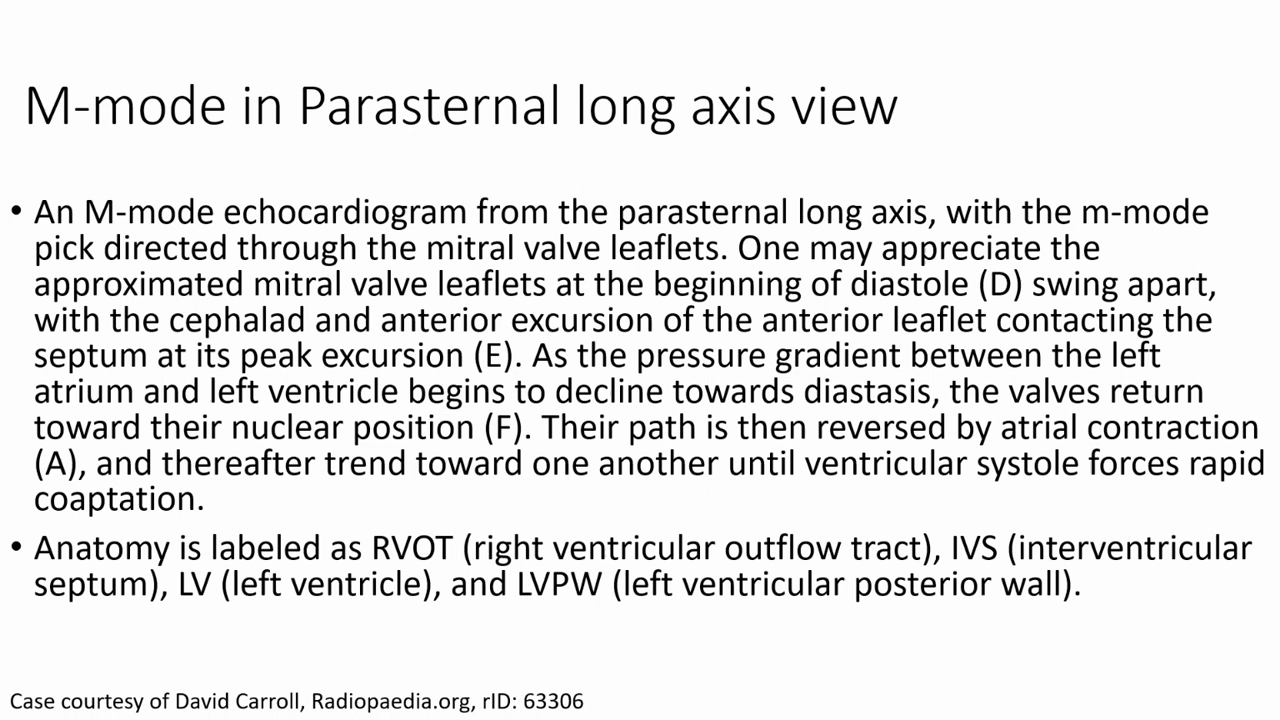 M-mode in Parasternal long axis view
• An M-mode echocardiogram from the parasternal long axis, with the m-mode
pick directed through the mitral valve leaflets. One may appreciate the
approximated mitral valve leaflets at the beginning of diastole (D) swing apart,
with the cephalad and anterior excursion of the anterior leaflet contacting the
septum at its peak excursion (E). As the pressure gradient between the left
atrium and left ventricle begins to decline towards diastasis, the valves return
toward their nuclear position (F). Their path is then reversed by atrial contraction
(A), and thereafter trend toward one another until ventricular systole forces rapid
coaptation.
• Anatomy is labeled as RVOT (right ventricular outflow tract), IVS (interventricular
septum), LV (left ventricle), and LVPW (left ventricular posterior wall).
Case courtesy of David Carroll, Radiopaedia.org, rID: 63306